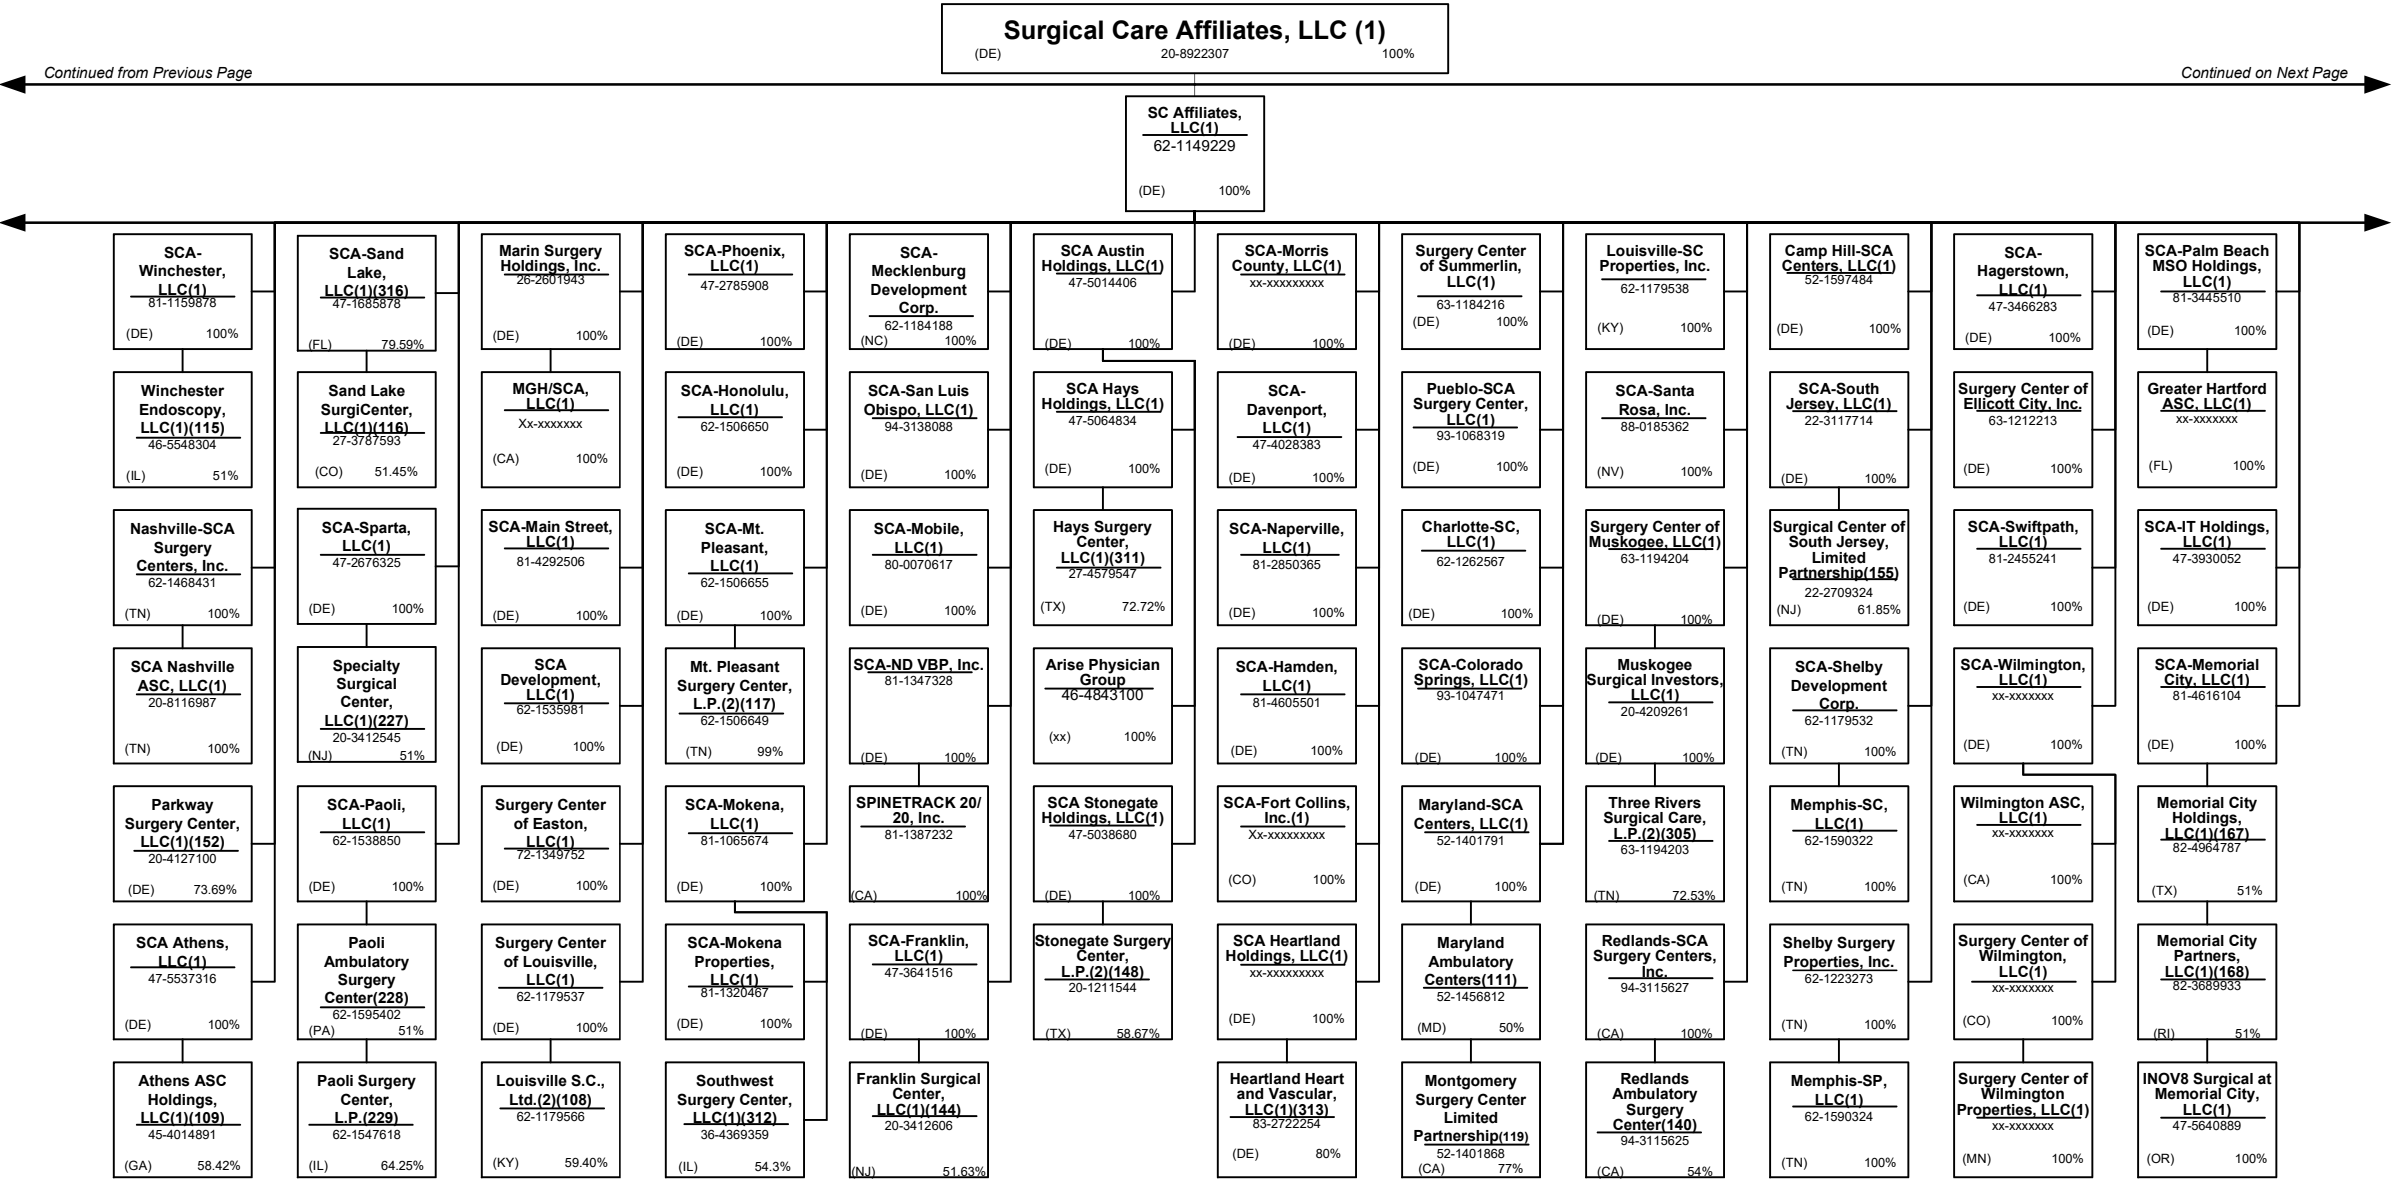 Surgical Care Affiliates, LLC (1)
(DE) 20-8922307 100%
Continued from Previous Page
Continued on Next Page
SC Affiliates,
LLC(1)
62-1149229
(DE) 100%
SCA-
Winchester,
LLC(1)
81-1159878
(DE) 100%
SCA-Sand
Lake,
LLC(1)(316)
47-1685878
(FL) 79.59%
Marin Surgery
Holdings, Inc.
26-2601943
(DE) 100%
SCA-Phoenix,
LLC(1)
47-2785908
(DE) 100%
SCA-
Mecklenburg
Development
Corp.
62-1184188
(NC) 100%
SCA Austin
Holdings, LLC(1)
47-5014406
(DE) 100%
SCA-Morris
County, LLC(1)
xx-xxxxxxxxx
(DE) 100%
Surgery Center
of Summerlin,
LLC(1)
63-1184216
(DE) 100%
Louisville-SC
Properties, Inc.
62-1179538
(KY) 100%
Camp Hill-SCA
Centers, LLC(1)
52-1597484
(DE) 100%
SCA-
Hagerstown,
LLC(1)
47-3466283
(DE) 100%
SCA-Palm Beach
MSO Holdings,
LLC(1)
81-3445510
(DE) 100%
Winchester
Endoscopy,
LLC(1)(115)
46-5548304
(IL) 51%
Sand Lake
SurgiCenter,
LLC(1)(116)
27-3787593
(CO) 51.45%
MGH/SCA,
LLC(1)
Xx-xxxxxxx
(CA) 100%
SCA-Honolulu,
LLC(1)
62-1506650
(DE) 100%
SCA-San Luis
Obispo, LLC(1)
94-3138088
(DE) 100%
SCA Hays
Holdings, LLC(1)
47-5064834
(DE) 100%
SCA-
Davenport,
LLC(1)
47-4028383
(DE) 100%
Pueblo-SCA
Surgery Center,
LLC(1)
93-1068319
(DE) 100%
SCA-Santa
Rosa, Inc.
88-0185362
(NV) 100%
SCA-South
Jersey, LLC(1)
22-3117714
(DE) 100%
Surgery Center of
Ellicott City, Inc.
63-1212213
(DE) 100%
Greater Hartford
ASC, LLC(1)
xx-xxxxxxx
(FL) 100%
Nashville-SCA
Surgery
Centers, Inc.
62-1468431
(TN) 100%
SCA-Sparta,
LLC(1)
47-2676325
(DE) 100%
SCA-Main Street,
LLC(1)
81-4292506
(DE) 100%
SCA-Mt.
Pleasant,
LLC(1)
62-1506655
(DE) 100%
SCA-Mobile,
LLC(1)
80-0070617
(DE) 100%
Hays Surgery
Center,
LLC(1)(311)
27-4579547
(TX) 72.72%
SCA-Naperville,
LLC(1)
81-2850365
(DE) 100%
Charlotte-SC,
LLC(1)
62-1262567
(DE) 100%
Surgery Center of
Muskogee, LLC(1)
63-1194204
(DE) 100%
Surgical Center of
South Jersey,
Limited
Partnership(155)
22-2709324
(NJ) 61.85%
SCA-Swiftpath,
LLC(1)
81-2455241
(DE) 100%
SCA-IT Holdings,
LLC(1)
47-3930052
(DE) 100%
SCA Nashville
ASC, LLC(1)
20-8116987
(TN) 100%
Specialty
Surgical
Center,
LLC(1)(227)
20-3412545
(NJ) 51%
SCA
Development,
LLC(1)
62-1535981
(DE) 100%
Mt. Pleasant
Surgery Center,
L.P.(2)(117)
62-1506649
(TN) 99%
SCA-ND VBP, Inc.
81-1347328
(DE) 100%
Arise Physician
Group
46-4843100
(xx) 100%
SCA-Hamden,
LLC(1)
81-4605501
(DE) 100%
SCA-Colorado
Springs, LLC(1)
93-1047471
(DE) 100%
Muskogee
Surgical Investors,
LLC(1)
20-4209261
(DE) 100%
SCA-Shelby
Development
Corp.
62-1179532
(TN) 100%
SCA-Wilmington,
LLC(1)
xx-xxxxxxx
(DE) 100%
SCA-Memorial
City, LLC(1)
81-4616104
(DE) 100%
Parkway
Surgery Center,
LLC(1)(152)
20-4127100
(DE) 73.69%
SCA-Paoli,
LLC(1)
62-1538850
(DE) 100%
Surgery Center
of Easton,
LLC(1)
72-1349752
(DE) 100%
SCA-Mokena,
LLC(1)
81-1065674
(DE) 100%
SPINETRACK 20/
20, Inc.
81-1387232
(CA) 100%
SCA Stonegate
Holdings, LLC(1)
47-5038680
(DE) 100%
SCA-Fort Collins,
Inc.(1)
Xx-xxxxxxxxx
(CO) 100%
Maryland-SCA
Centers, LLC(1)
52-1401791
(DE) 100%
Three Rivers
Surgical Care,
L.P.(2)(305)
63-1194203
(TN) 72.53%
Memphis-SC,
LLC(1)
62-1590322
(TN) 100%
Wilmington ASC,
LLC(1)
xx-xxxxxxx
(CA) 100%
Memorial City
Holdings,
LLC(1)(167)
82-4964787
(TX) 51%
SCA Athens,
LLC(1)
47-5537316
(DE) 100%
Paoli
Ambulatory
Surgery
Center(228)
62-1595402
(PA) 51%
Surgery Center
of Louisville,
LLC(1)
62-1179537
(DE) 100%
SCA-Mokena
Properties,
LLC(1)
81-1320467
(DE) 100%
SCA-Franklin,
LLC(1)
47-3641516
(DE) 100%
Stonegate Surgery
Center,
L.P.(2)(148)
20-1211544
(TX) 58.67%
SCA Heartland
Holdings, LLC(1)
xx-xxxxxxxxx
(DE) 100%
Maryland
Ambulatory
Centers(111)
52-1456812
(MD) 50%
Redlands-SCA
Surgery Centers,
Inc.
94-3115627
(CA) 100%
Shelby Surgery
Properties, Inc.
62-1223273
(TN) 100%
Surgery Center of
Wilmington,
LLC(1)
xx-xxxxxxx
(CO) 100%
Memorial City
Partners,
LLC(1)(168)
82-3689933
(RI) 51%
Athens ASC
Holdings,
LLC(1)(109)
45-4014891
(GA) 58.42%
Paoli Surgery
Center,
L.P.(229)
62-1547618
(IL) 64.25%
Louisville S.C.,
Ltd.(2)(108)
62-1179566
(KY) 59.40%
Southwest
Surgery Center,
LLC(1)(312)
36-4369359
(IL) 54.3%
Franklin Surgical
Center,
LLC(1)(144)
20-3412606
(NJ) 51.63%
Heartland Heart
and Vascular,
LLC(1)(313)
83-2722254
(DE) 80%
Montgomery
Surgery Center
Limited
Partnership(119)
52-1401868
(CA) 77%
Redlands
Ambulatory
Surgery
Center(140)
94-3115625
(CA) 54%
Memphis-SP,
LLC(1)
62-1590324
(TN) 100%
Surgery Center of
Wilmington
Properties, LLC(1)
xx-xxxxxxx
(MN) 100%
INOV8 Surgical at
Memorial City,
LLC(1)
47-5640889
(OR) 100%